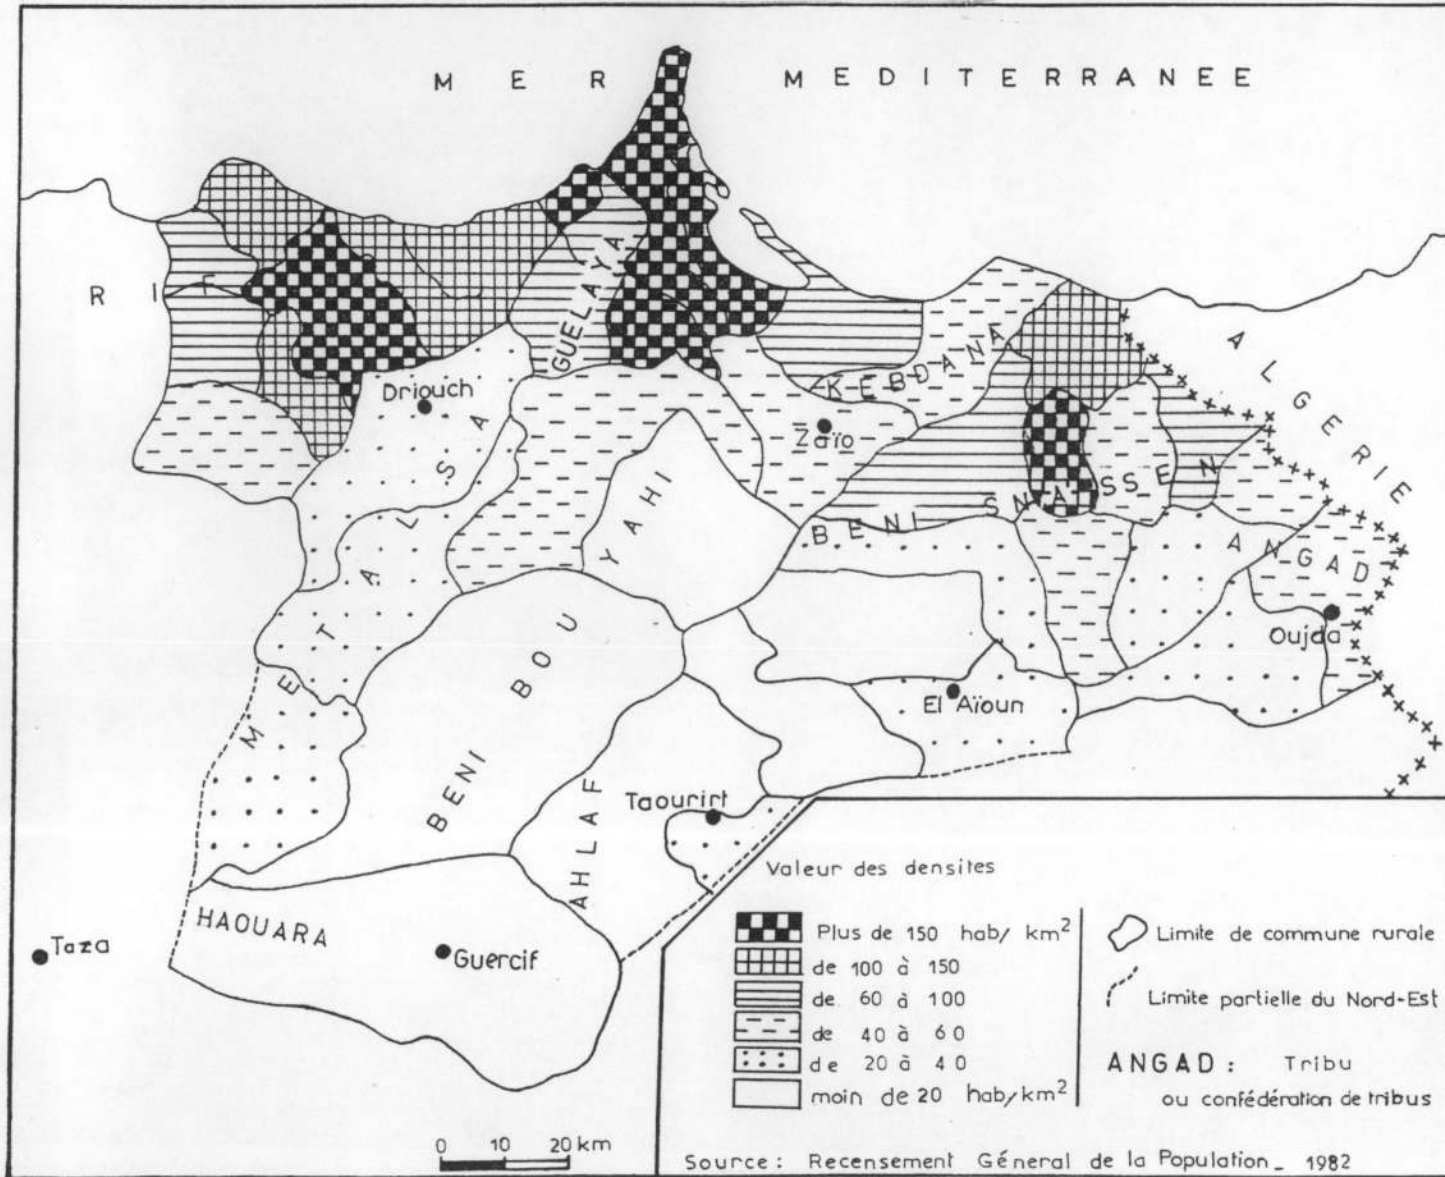 MER MEDITERRANEE
RIF
GUELAYA
ALGERIE
KEBDANA
Driouch
Zaïo
METALSA
BENI SNASSEN
ANGAD
YAHI
BENI BOU
Oujda
El Aïoun
Taourirt
AHLAF
HAOUARA
Guercif
Taza
Valeur des densites
Plus de 150 hab/km²
de 100 à 150
de 60 à 100
de 40 à 60
de 20 à 40
moin de 20 hab/km²
Limite de commune rurale
Limite partielle du Nord-Est
ANGAD : Tribu
ou confédération de tribus
0 10 20 km
Source : Recensement Géneral de la Population_ 1982